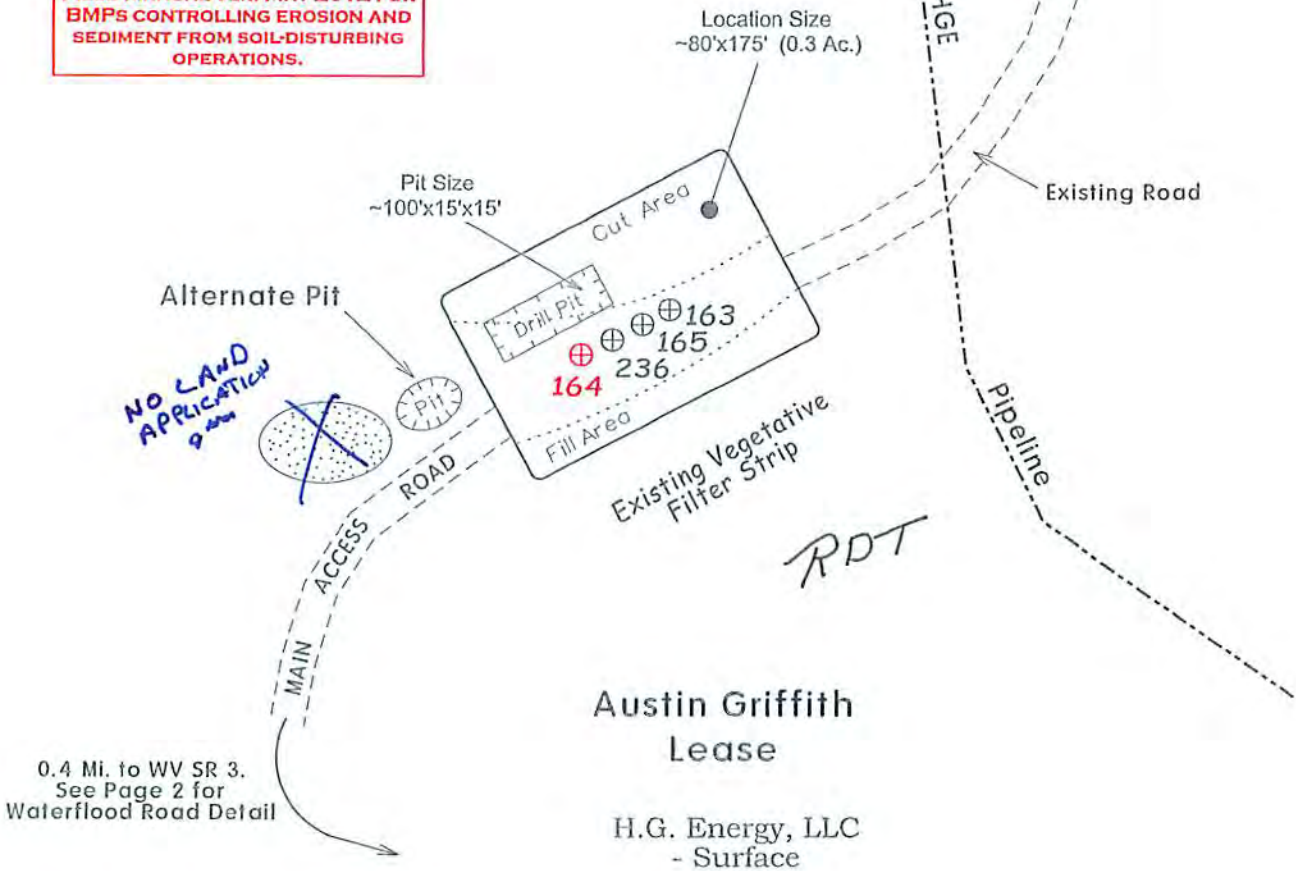 BMPs CONTROLLING EROSION AND
SEDIMENT FROM SOIL-DISTURBING
OPERATIONS.
Location Size
~80'x175' (0.3 Ac.)
Pit Size
~100'x15'x15'
Cut Area
Existing Road
Alternate Pit
Drill Pit
163
165
236
164
NO LAND
APPLICATION
Pit
Fill Area
Existing Vegetative
Filter Strip
Pipeline
MAIN ACCESS ROAD
RDT
Austin Griffith
Lease
0.4 Mi. to WV SR 3.
See Page 2 for
Waterflood Road Detail
H.G. Energy, LLC
- Surface